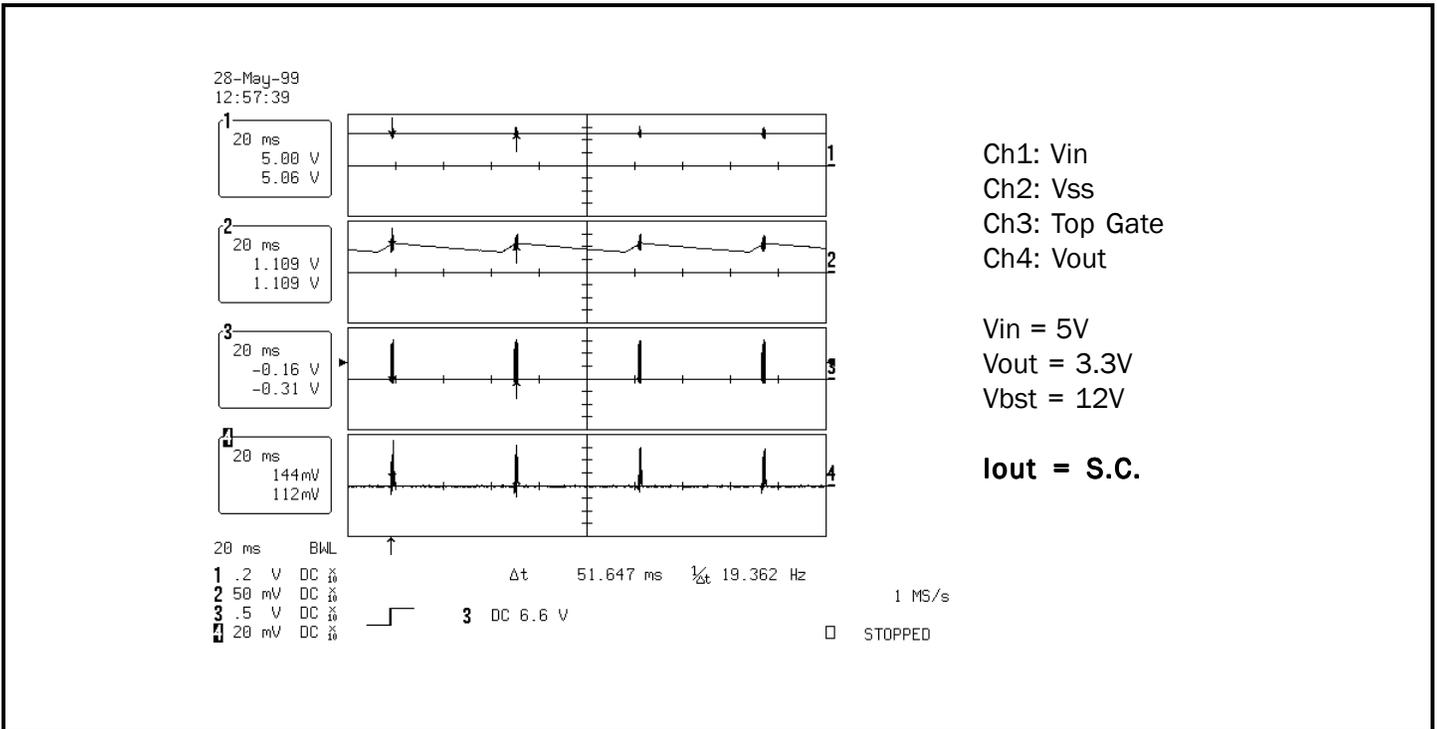 28-May-99
12:57:39
1
20 ms
5.00 V
5.06 V
1
2
20 ms
1.109 V
1.109 V
2
3
20 ms
-0.16 V
-0.31 V
3
4
20 ms
144mV
112mV
4
20 ms BWL
1 .2 V DC X10
2 50 mV DC X10
3 .5 V DC X10
4 20 mV DC X10
Δt 51.647 ms 1/Δt 19.362 Hz
3 DC 6.6 V
1 MS/s
STOPPED
Ch1: Vin
Ch2: Vss
Ch3: Top Gate
Ch4: Vout
Vin = 5V
Vout = 3.3V
Vbst = 12V
Iout = S.C.